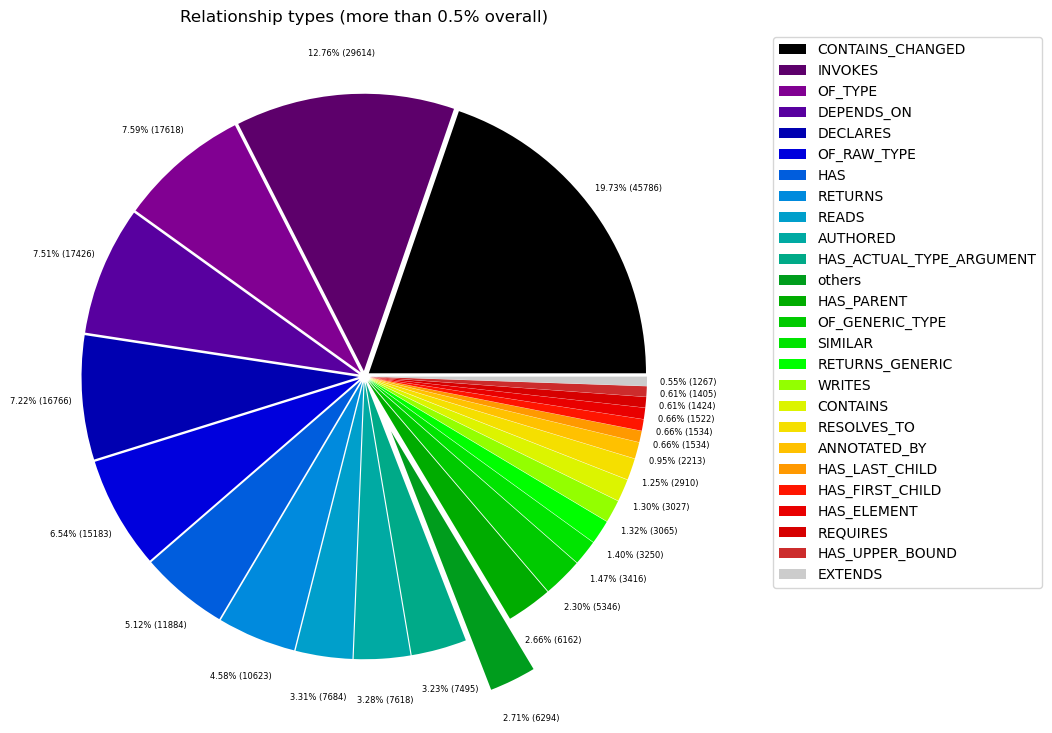 Relationship types (more than 0.5% overall)
12.76% (29614)
7.59% (17618)
19.73% (45786)
7.51% (17426)
7.22% (16766)
6.54% (15183)
5.12% (11884)
4.58% (10623)
3.31% (7684)
3.28% (7618)
3.23% (7495)
2.71% (6294)
2.66% (6162)
2.30% (5346)
1.47% (3416)
1.40% (3250)
1.32% (3065)
1.30% (3027)
1.25% (2910)
0.95% (2213)
0.66% (1534)
0.66% (1534)
0.66% (1522)
0.61% (1424)
0.61% (1405)
0.55% (1267)
CONTAINS_CHANGED
INVOKES
OF_TYPE
DEPENDS_ON
DECLARES
OF_RAW_TYPE
HAS
RETURNS
READS
AUTHORED
HAS_ACTUAL_TYPE_ARGUMENT
others
HAS_PARENT
OF_GENERIC_TYPE
SIMILAR
RETURNS_GENERIC
WRITES
CONTAINS
RESOLVES_TO
ANNOTATED_BY
HAS_LAST_CHILD
HAS_FIRST_CHILD
HAS_ELEMENT
REQUIRES
HAS_UPPER_BOUND
EXTENDS